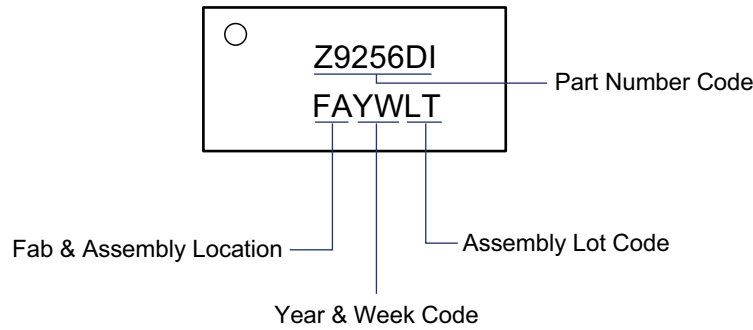 Z9256DI
Part Number Code
FAYWLT
Fab & Assembly Location
Assembly Lot Code
Year & Week Code